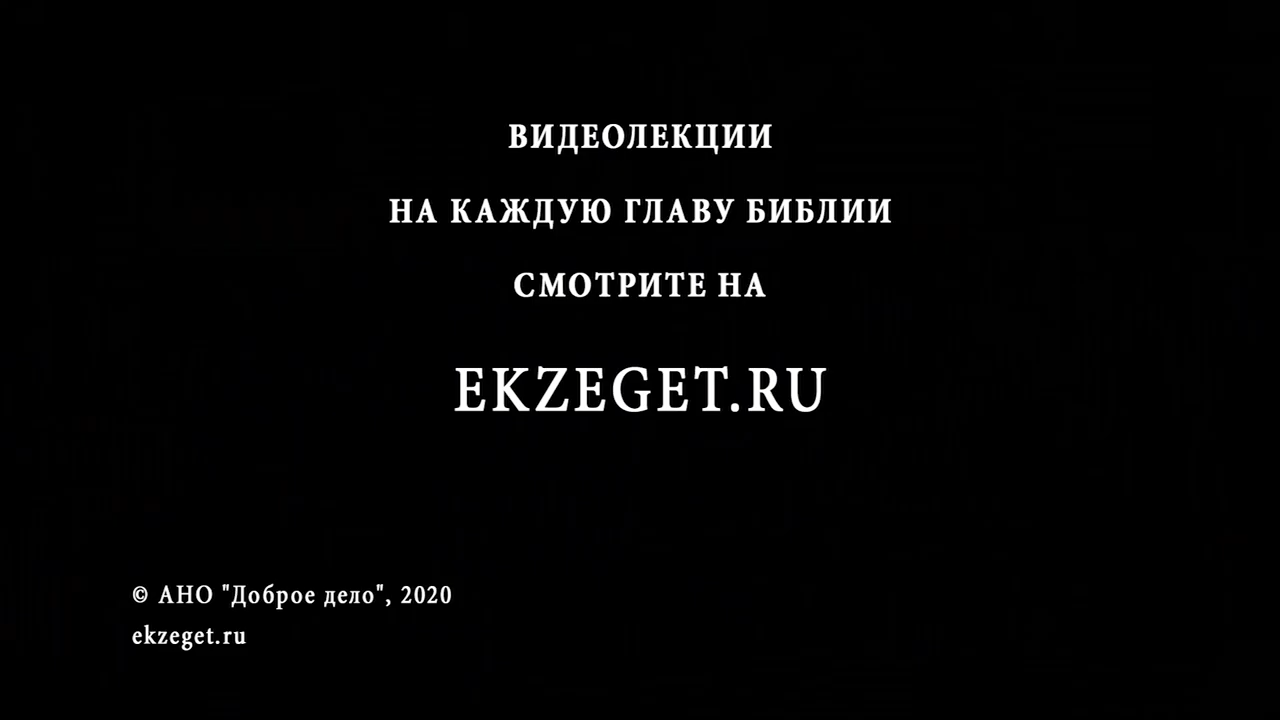 ВИДЕОЛЕКЦИИ
НА КАЖДУЮ ГЛАВУ БИБЛИИ
СМОТРИТЕ НА
EKZEGET.RU
© АНО "Доброе дело", 2020
ekzeget.ru